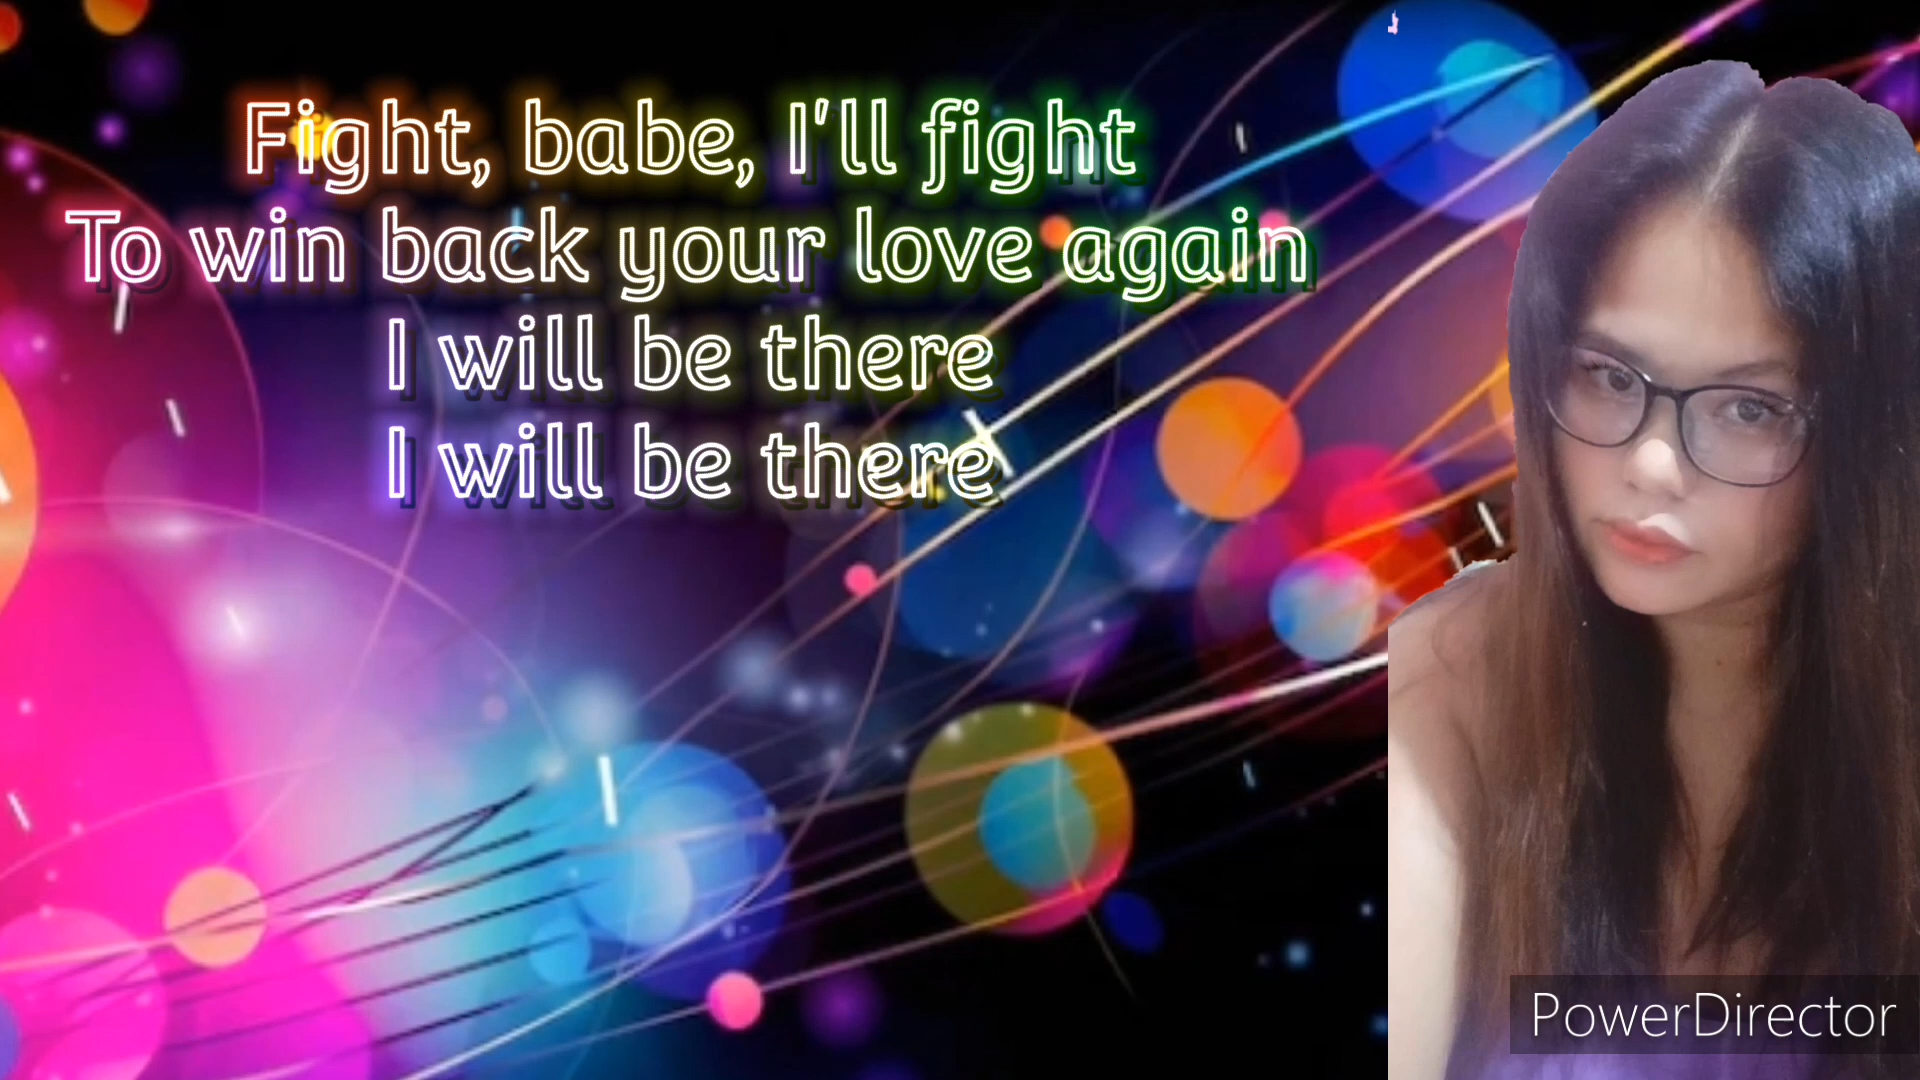 Fight, babe, I'll fight
To win back your love again
I will be there
I will be there
PowerDirector